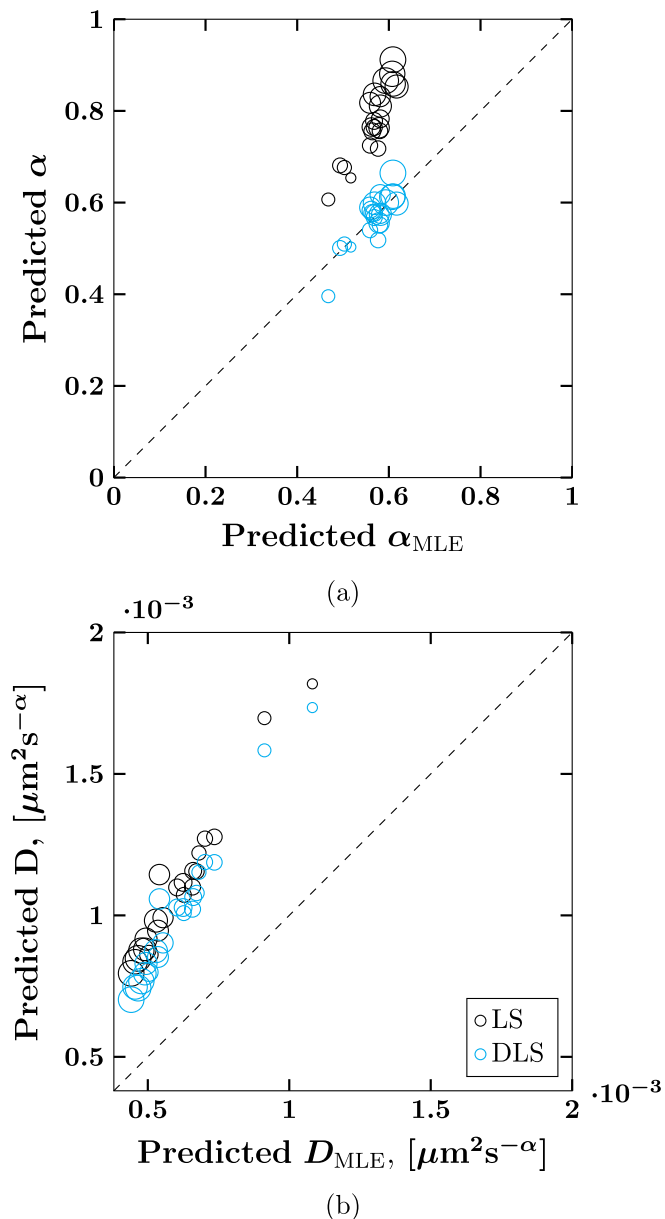 1
0.8
0.6
0.4
0.2
0
Predicted α
0 0.2 0.4 0.6 0.8 1
Predicted α_MLE
(a)
·10⁻³
2
1.5
1
0.5
Predicted D, [μm²s⁻ᵅ]
LS
DLS
0.5 1 1.5 2
·10⁻³
Predicted D_MLE, [μm²s⁻ᵅ]
(b)